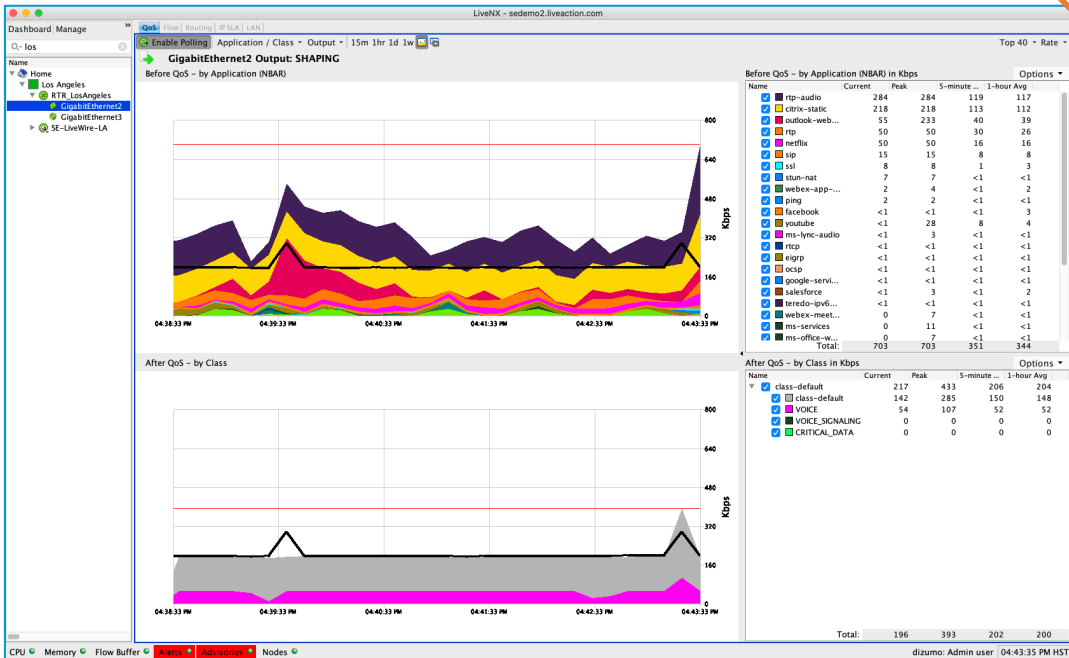 LiveNX - sedemo2.liveaction.com
Dashboard Manage »
QoS Flow Routing IP SLA LAN
los
Enable Polling Application / Class Output 15m 1hr 1d 1w Top 40 Rate
GigabitEthernet2 Output: SHAPING
Name
Home
Los Angeles
RTR_LosAngeles
GigabitEthernet2
GigabitEthernet3
SE-LiveWire-LA
Before QoS - by Application (NBAR)
800
640
480
320
160
0
Kbps
04:38:33 PM 04:39:33 PM 04:40:33 PM 04:41:33 PM 04:42:33 PM 04:43:33 PM
Before QoS - by Application (NBAR) in Kbps Options
Name Current Peak 5-minute ... 1-hour Avg
rtp-audio 284 284 119 117
citrix-static 218 218 113 112
outlook-web... 55 233 40 39
rtp 50 50 30 26
netflix 50 50 16 16
sip 15 15 8 8
ssl 8 8 1 3
stun-nat 7 7 <1 <1
webex-app-... 2 4 <1 2
ping 2 2 <1 <1
facebook <1 <1 <1 3
youtube <1 28 8 4
ms-lync-audio <1 3 <1 <1
rtcp <1 <1 <1 <1
eigrp <1 <1 <1 <1
ocsp <1 <1 <1 <1
google-servi... <1 <1 <1 <1
salesforce <1 3 <1 2
teredo-ipv6... <1 <1 <1 <1
webex-meet... 0 7 <1 <1
ms-services 0 11 <1 <1
ms-office-w... 0 7 <1 <1
Total: 703 703 351 344
After QoS - by Class
800
640
480
320
160
0
Kbps
04:38:33 PM 04:39:33 PM 04:40:33 PM 04:41:33 PM 04:42:33 PM 04:43:33 PM
After QoS - by Class in Kbps Options
Name Current Peak 5-minute ... 1-hour Avg
class-default 217 433 206 204
class-default 142 285 150 148
VOICE 54 107 52 52
VOICE_SIGNALING 0 0 0 0
CRITICAL_DATA 0 0 0 0
Total: 196 393 202 200
CPU Memory Flow Buffer Alerts Advisories Nodes dizumo: Admin user 04:43:35 PM HST